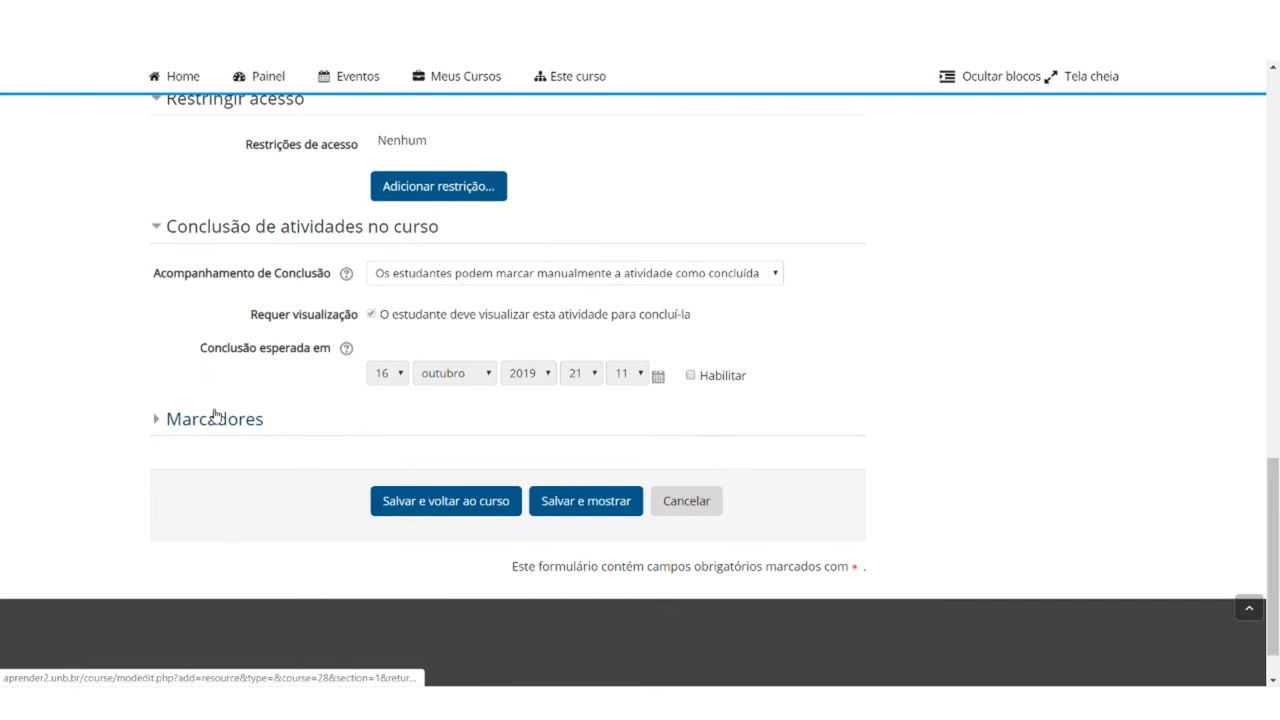 Home Painel Eventos Meus Cursos Este curso Ocultar blocos Tela cheia
Restringir acesso
Restrições de acesso Nenhum
Adicionar restrição...
Conclusão de atividades no curso
Acompanhamento de Conclusão ? Os estudantes podem marcar manualmente a atividade como concluída
Requer visualização O estudante deve visualizar esta atividade para concluí-la
Conclusão esperada em ?
16 outubro 2019 21 11 Habilitar
Marcadores
Salvar e voltar ao curso Salvar e mostrar Cancelar
Este formulário contém campos obrigatórios marcados com * .
aprender2.unb.br/course/modedit.php?add=resource&type=&course=28&section=1&retur...